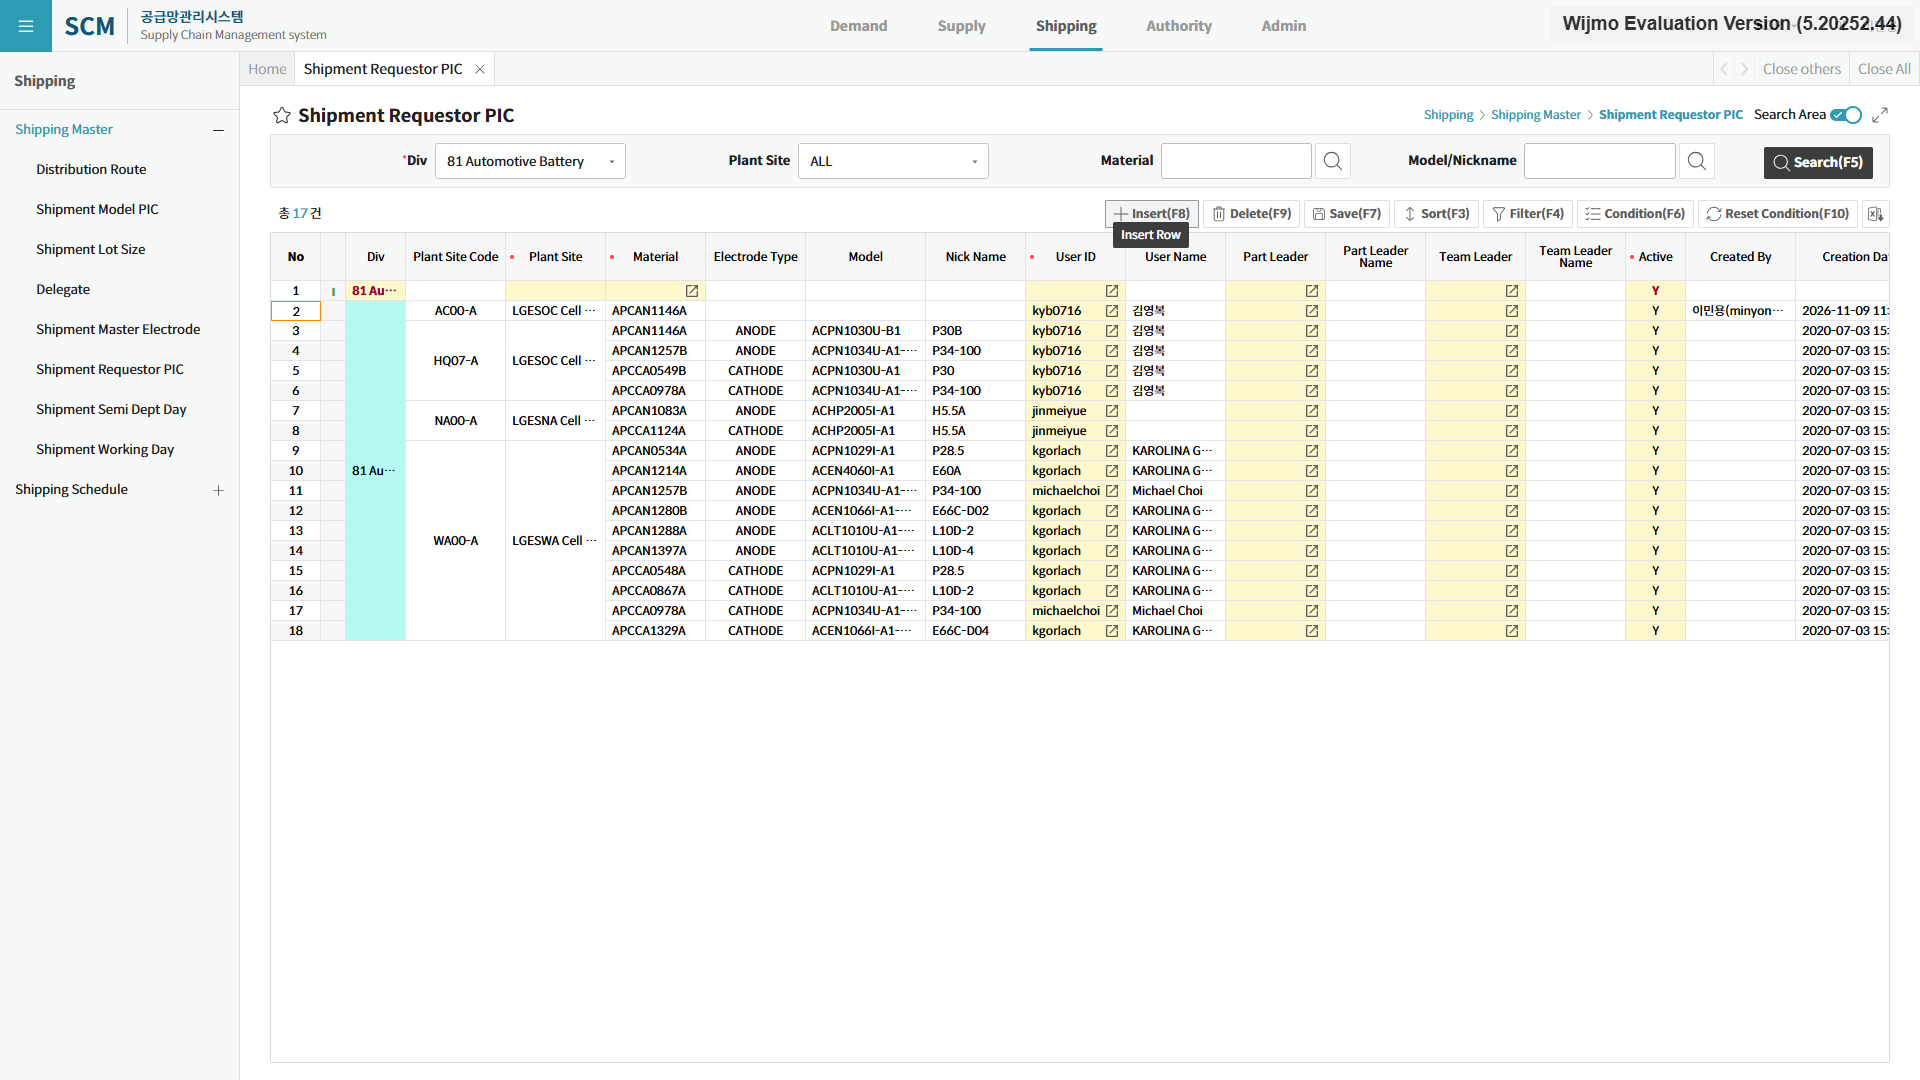 SCM
공급망관리시스템
Supply Chain Management system
Demand
Supply
Shipping
Authority
Admin
Wijmo Evaluation Version (5.20252.44)
Shipping
Home
Shipment Requestor PIC
Close others
Close All
Shipping Master
Distribution Route
Shipment Model PIC
Shipment Lot Size
Delegate
Shipment Master Electrode
Shipment Requestor PIC
Shipment Semi Dept Day
Shipment Working Day
Shipping Schedule
Shipment Requestor PIC
Shipping > Shipping Master > Shipment Requestor PIC
Search Area
*Div
81 Automotive Battery
Plant Site
ALL
Material
Model/Nickname
Search(F5)
총 17 건
Insert(F8)
Delete(F9)
Save(F7)
Sort(F3)
Filter(F4)
Condition(F6)
Reset Condition(F10)
Insert Row
No Div Plant Site Code Plant Site Material Electrode Type Model Nick Name User ID User Name Part Leader Part Leader Name Team Leader Team Leader Name Active Created By Creation Da
1 I 81 Au··· Y
2 AC00-A LGESOC Cell ··· APCAN1146A kyb0716 김영복 Y 이민용(minyon··· 2026-11-09 11:
3 APCAN1146A ANODE ACPN1030U-B1 P30B kyb0716 김영복 Y 2020-07-03 15:
4 APCAN1257B ANODE ACPN1034U-A1-··· P34-100 kyb0716 김영복 Y 2020-07-03 15:
HQ07-A LGESOC Cell ···
5 APCCA0549B CATHODE ACPN1030U-A1 P30 kyb0716 김영복 Y 2020-07-03 15:
6 APCCA0978A CATHODE ACPN1034U-A1-··· P34-100 kyb0716 김영복 Y 2020-07-03 15:
7 APCAN1083A ANODE ACHP2005I-A1 H5.5A jinmeiyue Y 2020-07-03 15:
NA00-A LGESNA Cell ···
8 APCCA1124A CATHODE ACHP2005I-A1 H5.5A jinmeiyue Y 2020-07-03 15:
9 APCAN0534A ANODE ACPN1029I-A1 P28.5 kgorlach KAROLINA G··· Y 2020-07-03 15:
10 81 Au··· APCAN1214A ANODE ACEN4060I-A1 E60A kgorlach KAROLINA G··· Y 2020-07-03 15:
11 APCAN1257B ANODE ACPN1034U-A1-··· P34-100 michaelchoi Michael Choi Y 2020-07-03 15:
12 APCAN1280B ANODE ACEN1066I-A1-··· E66C-D02 kgorlach KAROLINA G··· Y 2020-07-03 15:
13 APCAN1288A ANODE ACLT1010U-A1-··· L10D-2 kgorlach KAROLINA G··· Y 2020-07-03 15:
WA00-A LGESWA Cell ···
14 APCAN1397A ANODE ACLT1010U-A1-··· L10D-4 kgorlach KAROLINA G··· Y 2020-07-03 15:
15 APCCA0548A CATHODE ACPN1029I-A1 P28.5 kgorlach KAROLINA G··· Y 2020-07-03 15:
16 APCCA0867A CATHODE ACLT1010U-A1-··· L10D-2 kgorlach KAROLINA G··· Y 2020-07-03 15:
17 APCCA0978A CATHODE ACPN1034U-A1-··· P34-100 michaelchoi Michael Choi Y 2020-07-03 15:
18 APCCA1329A CATHODE ACEN1066I-A1-··· E66C-D04 kgorlach KAROLINA G··· Y 2020-07-03 15: